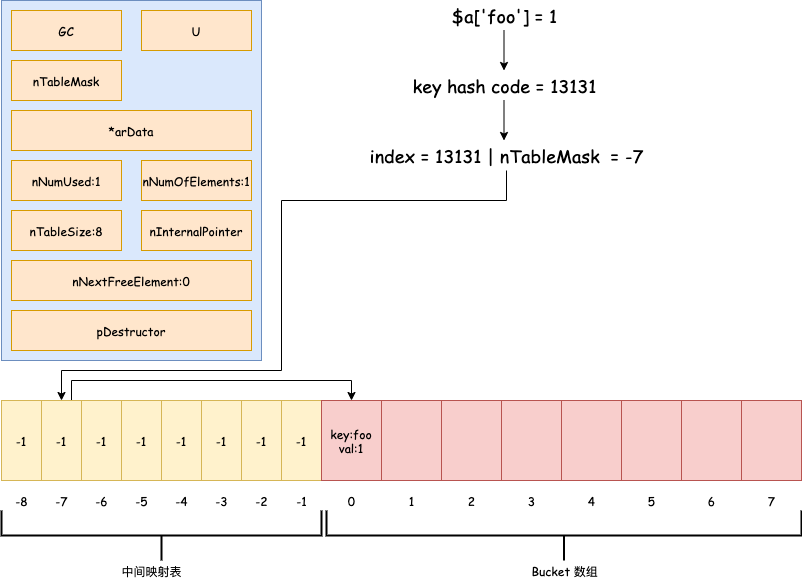 GC
U
nTableMask
*arData
nNumUsed:1
nNumOfElements:1
nTableSize:8
nInternalPointer
nNextFreeElement:0
pDestructor
$a['foo'] = 1
key hash code = 13131
index = 13131 | nTableMask = -7
-1
-1
-1
-1
-1
-1
-1
-1
key:foo
val:1
-8
-7
-6
-5
-4
-3
-2
-1
0
1
2
3
4
5
6
7
中间映射表
Bucket 数组